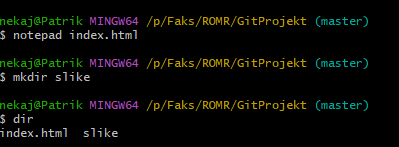 nekaj@Patrik MINGW64 /p/Faks/ROMR/GitProjekt (master)
$ notepad index.html
nekaj@Patrik MINGW64 /p/Faks/ROMR/GitProjekt (master)
$ mkdir slike
nekaj@Patrik MINGW64 /p/Faks/ROMR/GitProjekt (master)
$ dir
index.html  slike